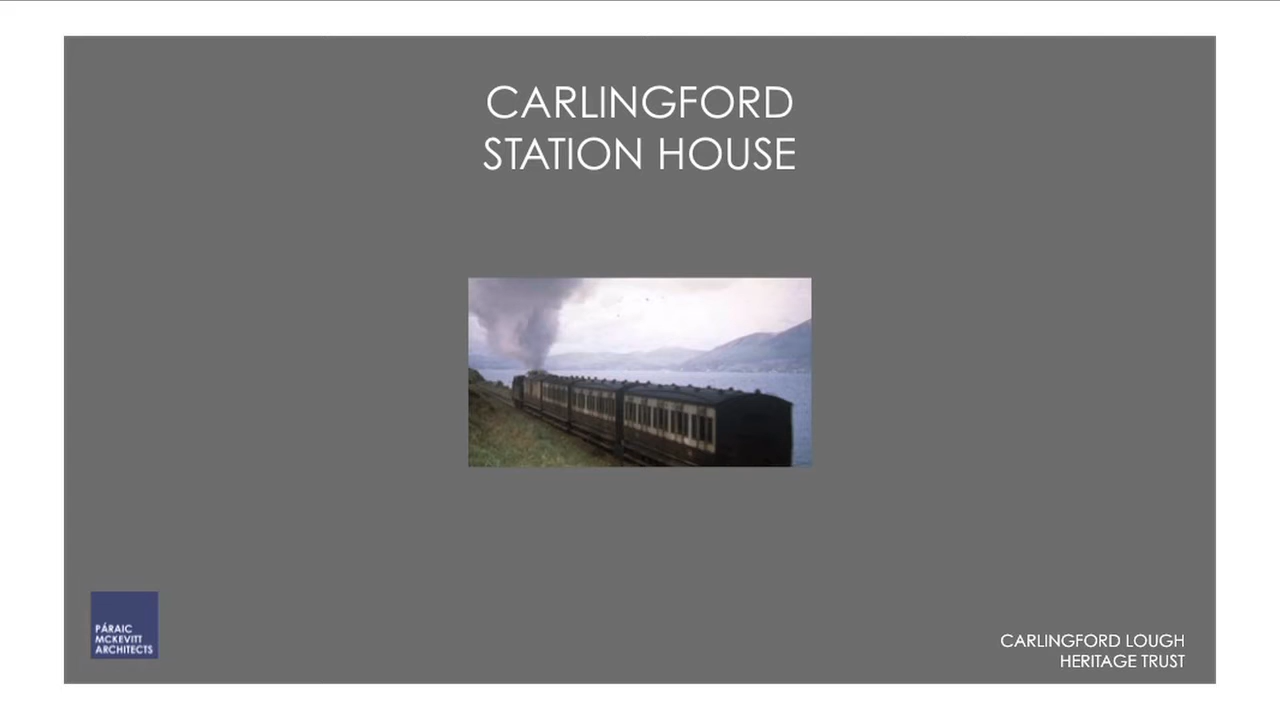 CARLINGFORD
STATION HOUSE
PÁRAIC
MCKEVITT
ARCHITECTS
CARLINGFORD LOUGH
HERITAGE TRUST